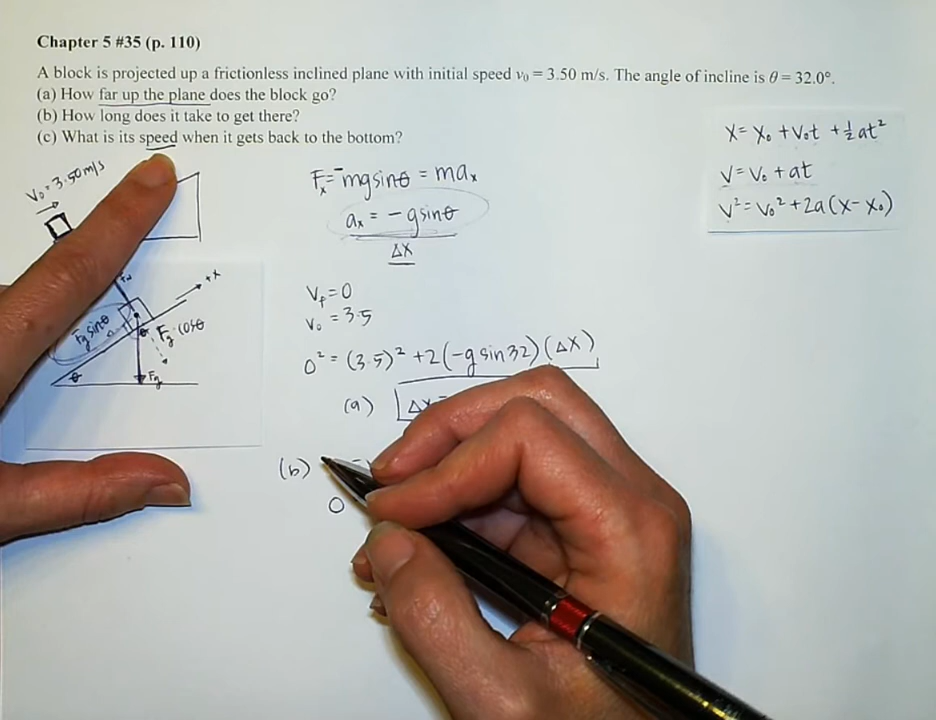 Chapter 5 #35 (p. 110)
A block is projected up a frictionless inclined plane with initial speed v₀ = 3.50 m/s. The angle of incline is θ = 32.0°.
(a) How far up the plane does the block go?
(b) How long does it take to get there?
(c) What is its speed when it gets back to the bottom?
V₀ = 3.50 m/s
Fₓ = -mg sinθ = maₓ
aₓ = -g sinθ
Δx
x = x₀ + v₀t + ½at²
v = v₀ + at
v² = v₀² + 2a(x - x₀)
+x
Fg sinθ
θ
Fg cosθ
θ
Fg
V_f = 0
V₀ = 3.5
0² = (3.5)² + 2(-g sin 32)(Δx)
(a) Δx
(b)
0